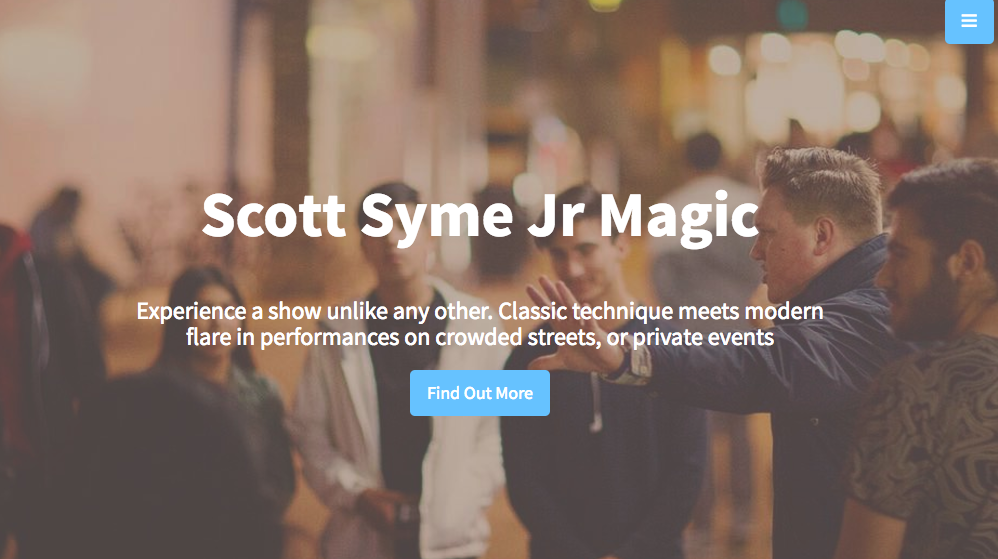 Scott Syme Jr Magic
Experience a show unlike any other. Classic technique meets modern
flare in performances on crowded streets, or private events
Find Out More